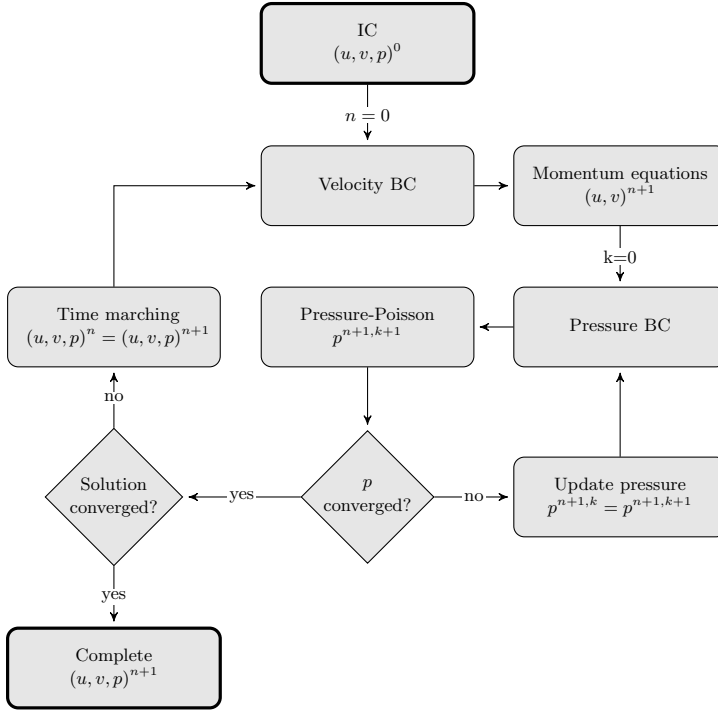 IC
(u, v, p)^0
n = 0
Velocity BC
Momentum equations
(u, v)^{n+1}
k=0
Time marching
(u, v, p)^n = (u, v, p)^{n+1}
Pressure-Poisson
p^{n+1,k+1}
Pressure BC
no
Solution
converged?
yes
p
converged?
no
Update pressure
p^{n+1,k} = p^{n+1,k+1}
yes
Complete
(u, v, p)^{n+1}